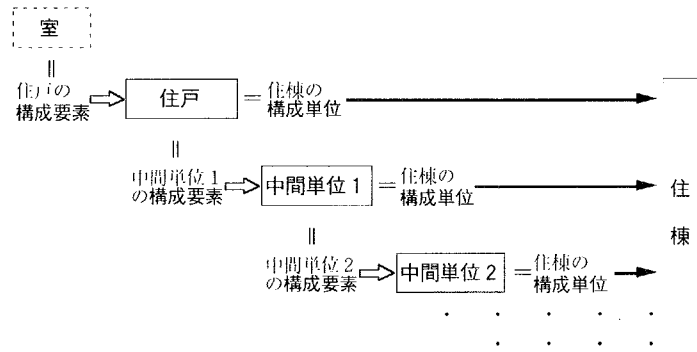 室
||
住戸の
構成要素
住戸
= 住棟の
構成単位
||
中間単位1
の構成要素
中間単位1
= 住棟の
構成単位
||
中間単位2
の構成要素
中間単位2
= 住棟の
構成単位
住
棟